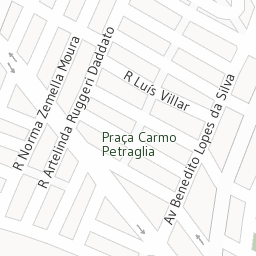 R Norma Zemella Moura
R Artelinda Ruggeri Daddato
R Luís Villar
Praça Carmo
Petraglia
Av Benedito Lopes da Silva